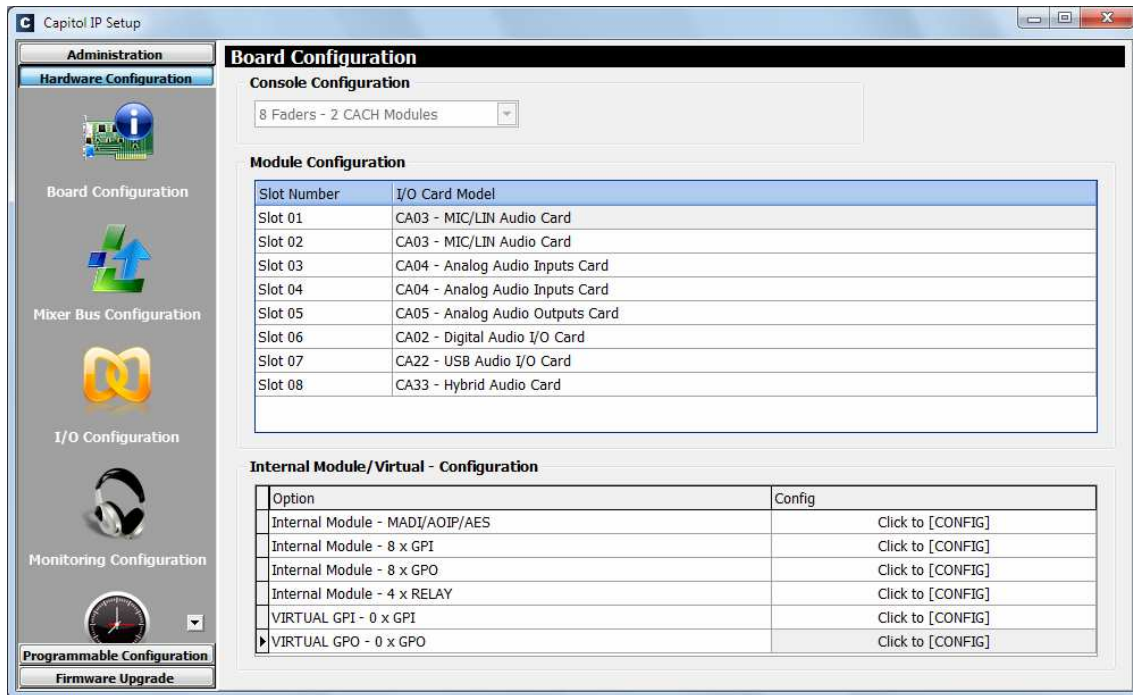 Capitol IP Setup
Administration
Hardware Configuration
Board Configuration
Mixer Bus Configuration
I/O Configuration
Monitoring Configuration
Programmable Configuration
Firmware Upgrade
Board Configuration
Console Configuration
8 Faders - 2 CACH Modules
Module Configuration
Slot Number I/O Card Model
Slot 01 CA03 - MIC/LIN Audio Card
Slot 02 CA03 - MIC/LIN Audio Card
Slot 03 CA04 - Analog Audio Inputs Card
Slot 04 CA04 - Analog Audio Inputs Card
Slot 05 CA05 - Analog Audio Outputs Card
Slot 06 CA02 - Digital Audio I/O Card
Slot 07 CA22 - USB Audio I/O Card
Slot 08 CA33 - Hybrid Audio Card
Internal Module/Virtual - Configuration
Option Config
Internal Module - MADI/AOIP/AES Click to [CONFIG]
Internal Module - 8 x GPI Click to [CONFIG]
Internal Module - 8 x GPO Click to [CONFIG]
Internal Module - 4 x RELAY Click to [CONFIG]
VIRTUAL GPI - 0 x GPI Click to [CONFIG]
VIRTUAL GPO - 0 x GPO Click to [CONFIG]